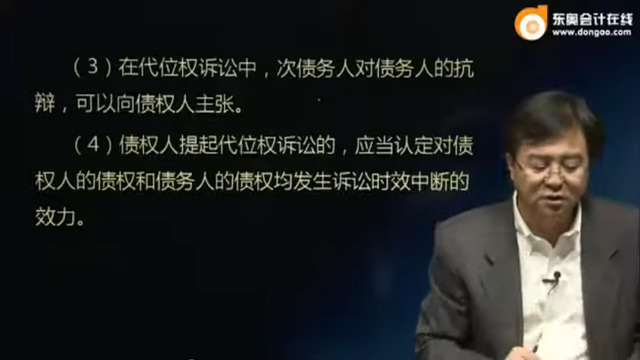 东奥会计在线
www.dongao.com
（3）在代位权诉讼中，次债务人对债务人的抗
辩，可以向债权人主张。
（4）债权人提起代位权诉讼的，应当认定对债
权人的债权和债务人的债权均发生诉讼时效中断的
效力。